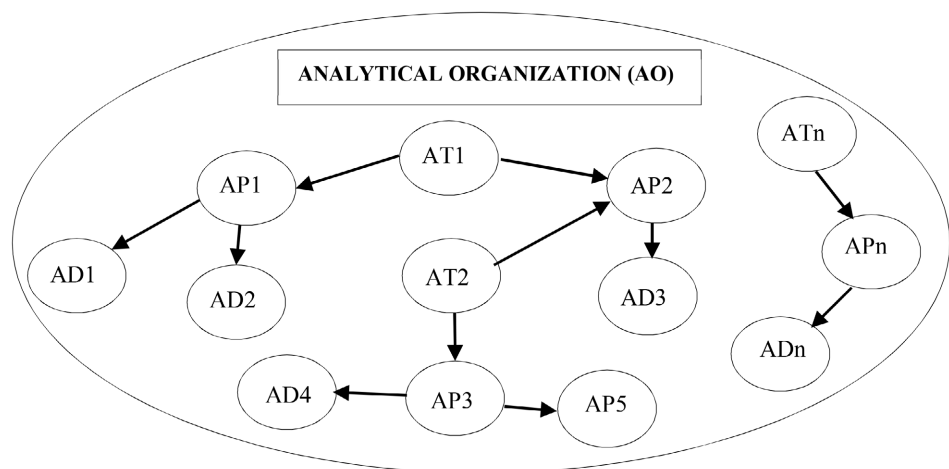 ANALYTICAL ORGANIZATION (AO)
ATn
AT1
AP1
AP2
APn
AD1
AD2
AT2
AD3
ADn
AD4
AP3
AP5